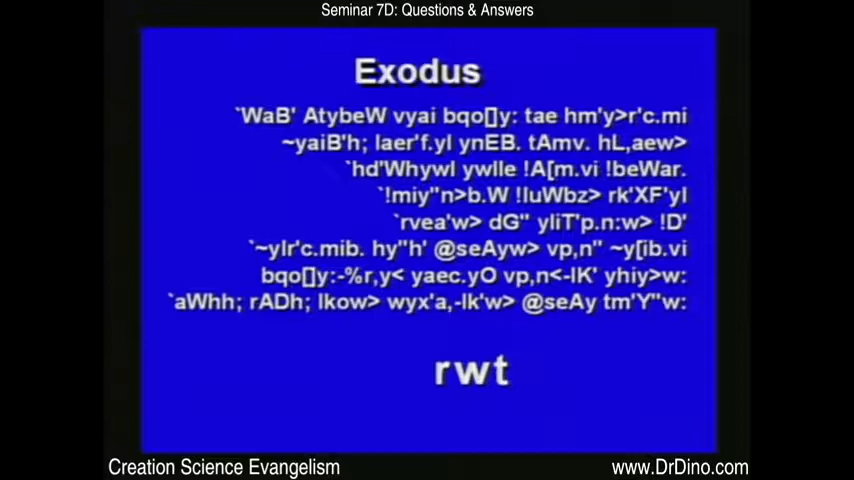 Seminar 7D: Questions & Answers
Exodus
`WaB' AtybeW vyai bqo[]y: tae hm'y>r'c.mi
~yaiB'h; laer'f.yI ynEB. tAmv. hL,aew>
`hd'WhywI ywIle !A[m.vi !beWar.
`!miy"n>b.W !luWbz> rk'XF'yI
`rvea'w> dG" yliT'p.n:w> !D'
`~yIr'c.mib. hy"h' @seAyw> vp,n" ~y[ib.vi
bqo[]y:-%r,y< yaec.yO vp,n<-lK' yhiy>w:
`aWhh; rADh; lkow> wyx'a,-lk'w> @seAy tm'Y"w:
rwt
Creation Science Evangelism
www.DrDino.com